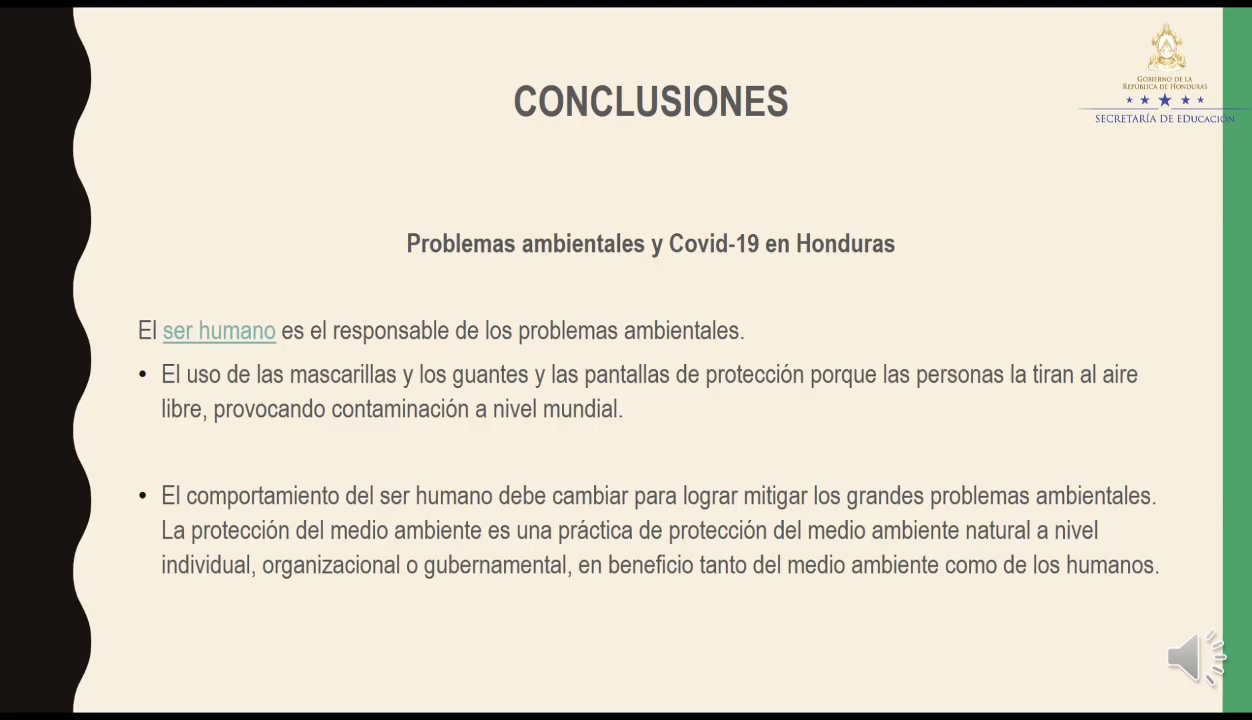 GOBIERNO DE LA
REPÚBLICA DE HONDURAS
SECRETARÍA DE EDUCACIÓN
CONCLUSIONES
Problemas ambientales y Covid-19 en Honduras
El ser humano es el responsable de los problemas ambientales.
• El uso de las mascarillas y los guantes y las pantallas de protección porque las personas la tiran al aire
libre, provocando contaminación a nivel mundial.
• El comportamiento del ser humano debe cambiar para lograr mitigar los grandes problemas ambientales.
La protección del medio ambiente es una práctica de protección del medio ambiente natural a nivel
individual, organizacional o gubernamental, en beneficio tanto del medio ambiente como de los humanos.